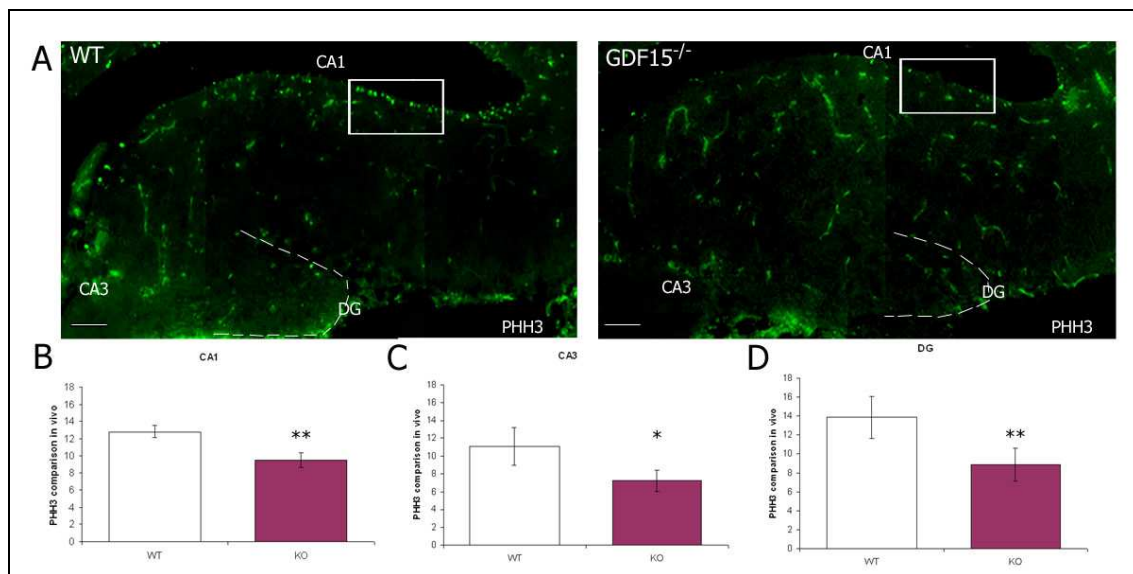 A
WT
CA1
CA3
DG
PHH3
GDF15-/-
CA1
CA3
DG
PHH3
B
CA1
PHH3 comparison in vivo
18
16
14
12
10
8
6
4
2
0
**
WT
KO
C
CA3
PHH3 comparison in vivo
18
16
14
12
10
8
6
4
2
0
*
WT
KO
D
DG
PHH3 comparison in vivo
18
16
14
12
10
8
6
4
2
0
**
WT
KO